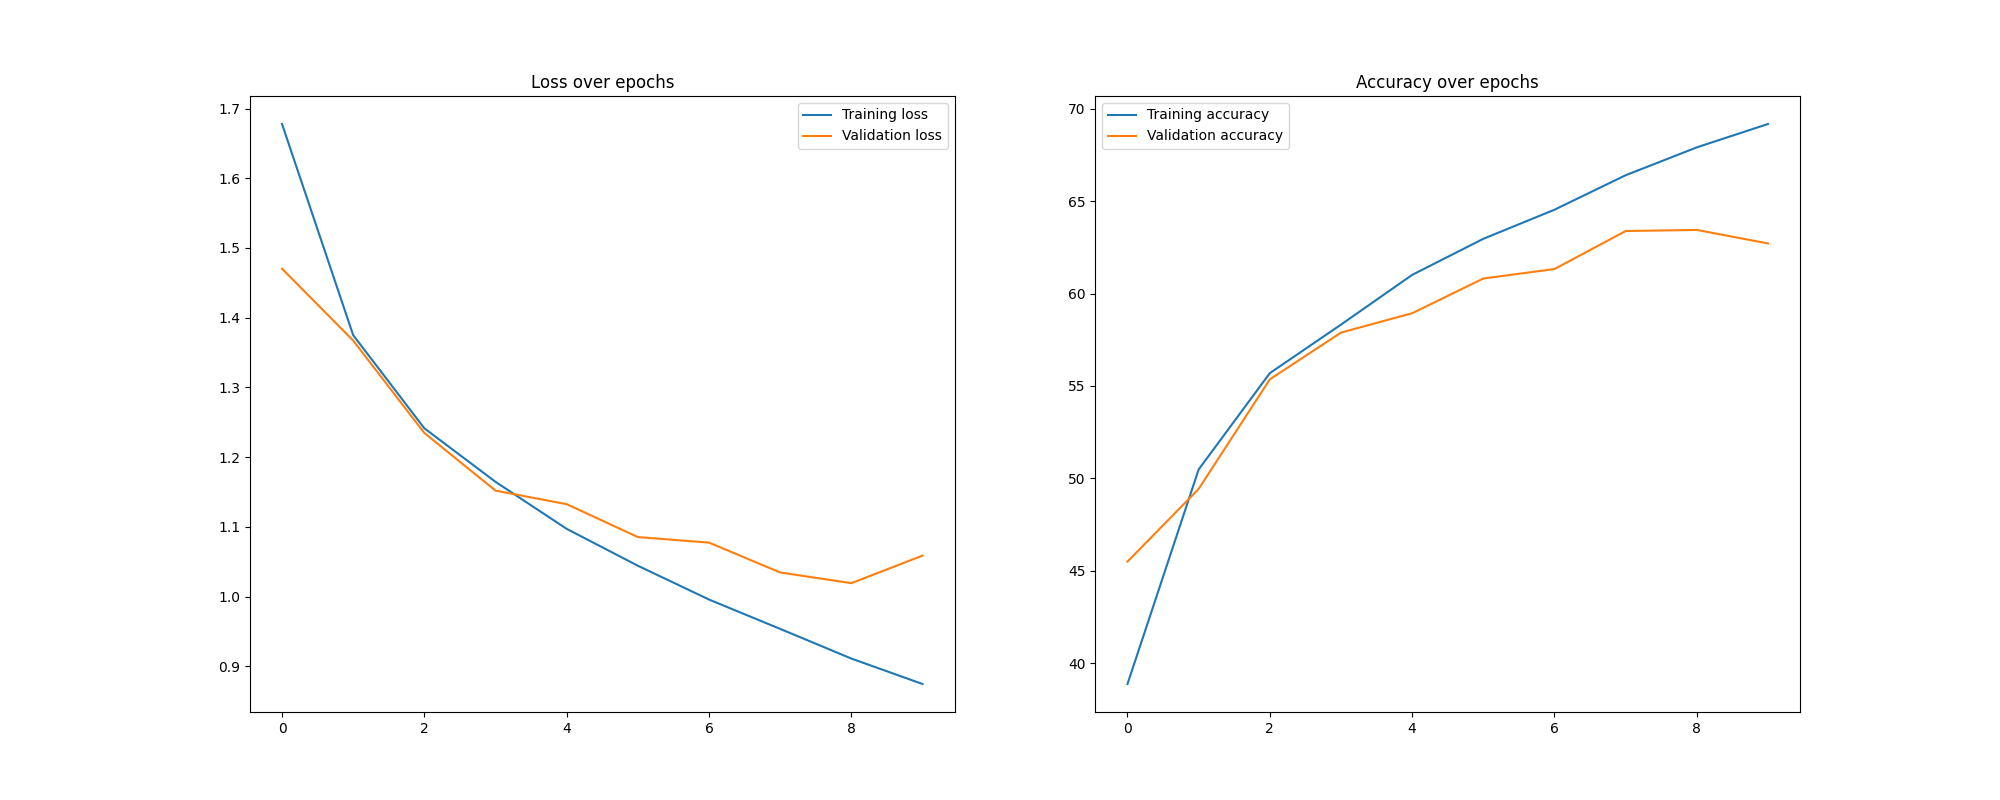 Loss over epochs
Training loss
Validation loss
1.7
1.6
1.5
1.4
1.3
1.2
1.1
1.0
0.9
0 2 4 6 8
Accuracy over epochs
Training accuracy
Validation accuracy
70
65
60
55
50
45
40
0 2 4 6 8